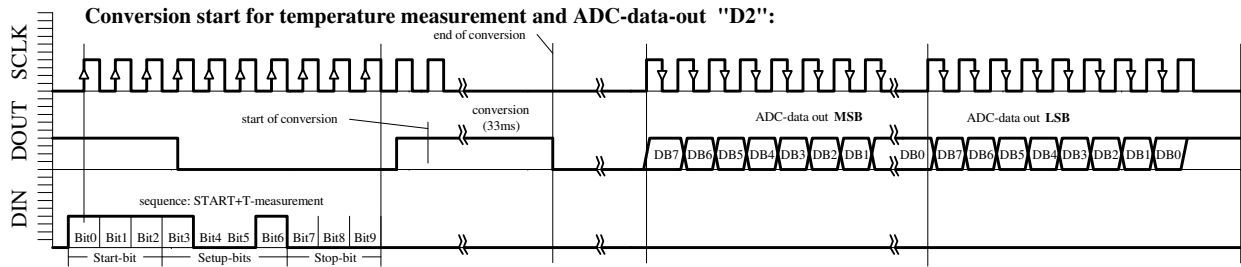 Conversion start for temperature measurement and ADC-data-out "D2":
end of conversion
SCLK
DOUT
start of conversion
conversion
(33ms)
ADC-data out MSB
ADC-data out LSB
DB7 DB6 DB5 DB4 DB3 DB2 DB1 DB0 DB7 DB6 DB5 DB4 DB3 DB2 DB1 DB0
DIN
sequence: START+T-measurement
Bit0 Bit1 Bit2 Bit3 Bit4 Bit5 Bit6 Bit7 Bit8 Bit9
Start-bit Setup-bits Stop-bit